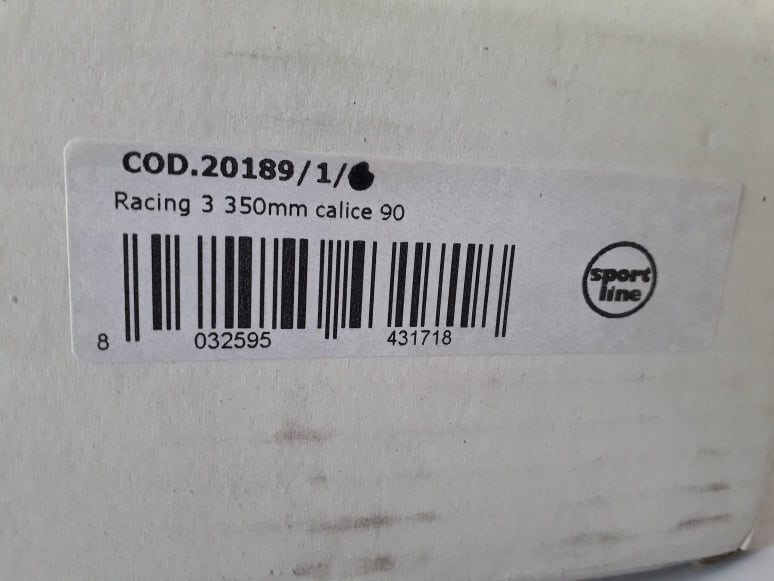 COD.20189/1/
Racing 3 350mm calice 90
8 032595 431718
sport
line